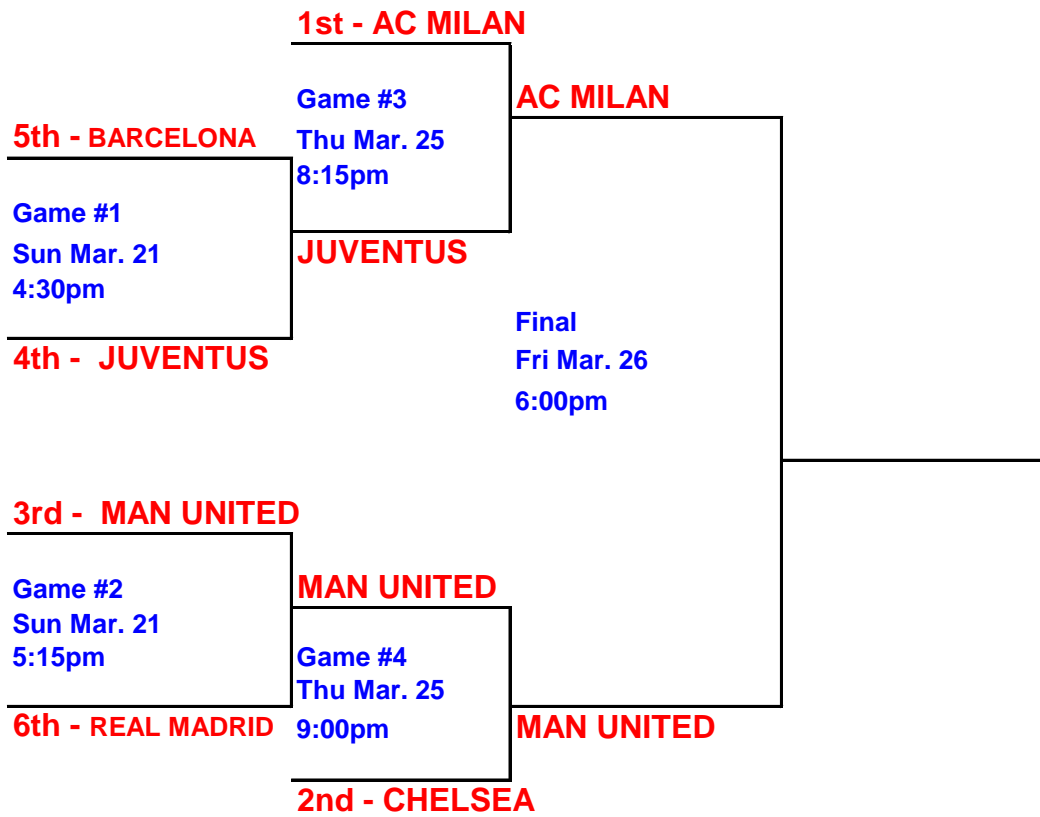 1st - AC MILAN
Game #3
Thu Mar. 25
8:15pm
AC MILAN
5th - BARCELONA
Game #1
Sun Mar. 21
4:30pm
JUVENTUS
4th - JUVENTUS
Final
Fri Mar. 26
6:00pm
3rd - MAN UNITED
Game #2
Sun Mar. 21
5:15pm
MAN UNITED
Game #4
Thu Mar. 25
9:00pm
6th - REAL MADRID
MAN UNITED
2nd - CHELSEA